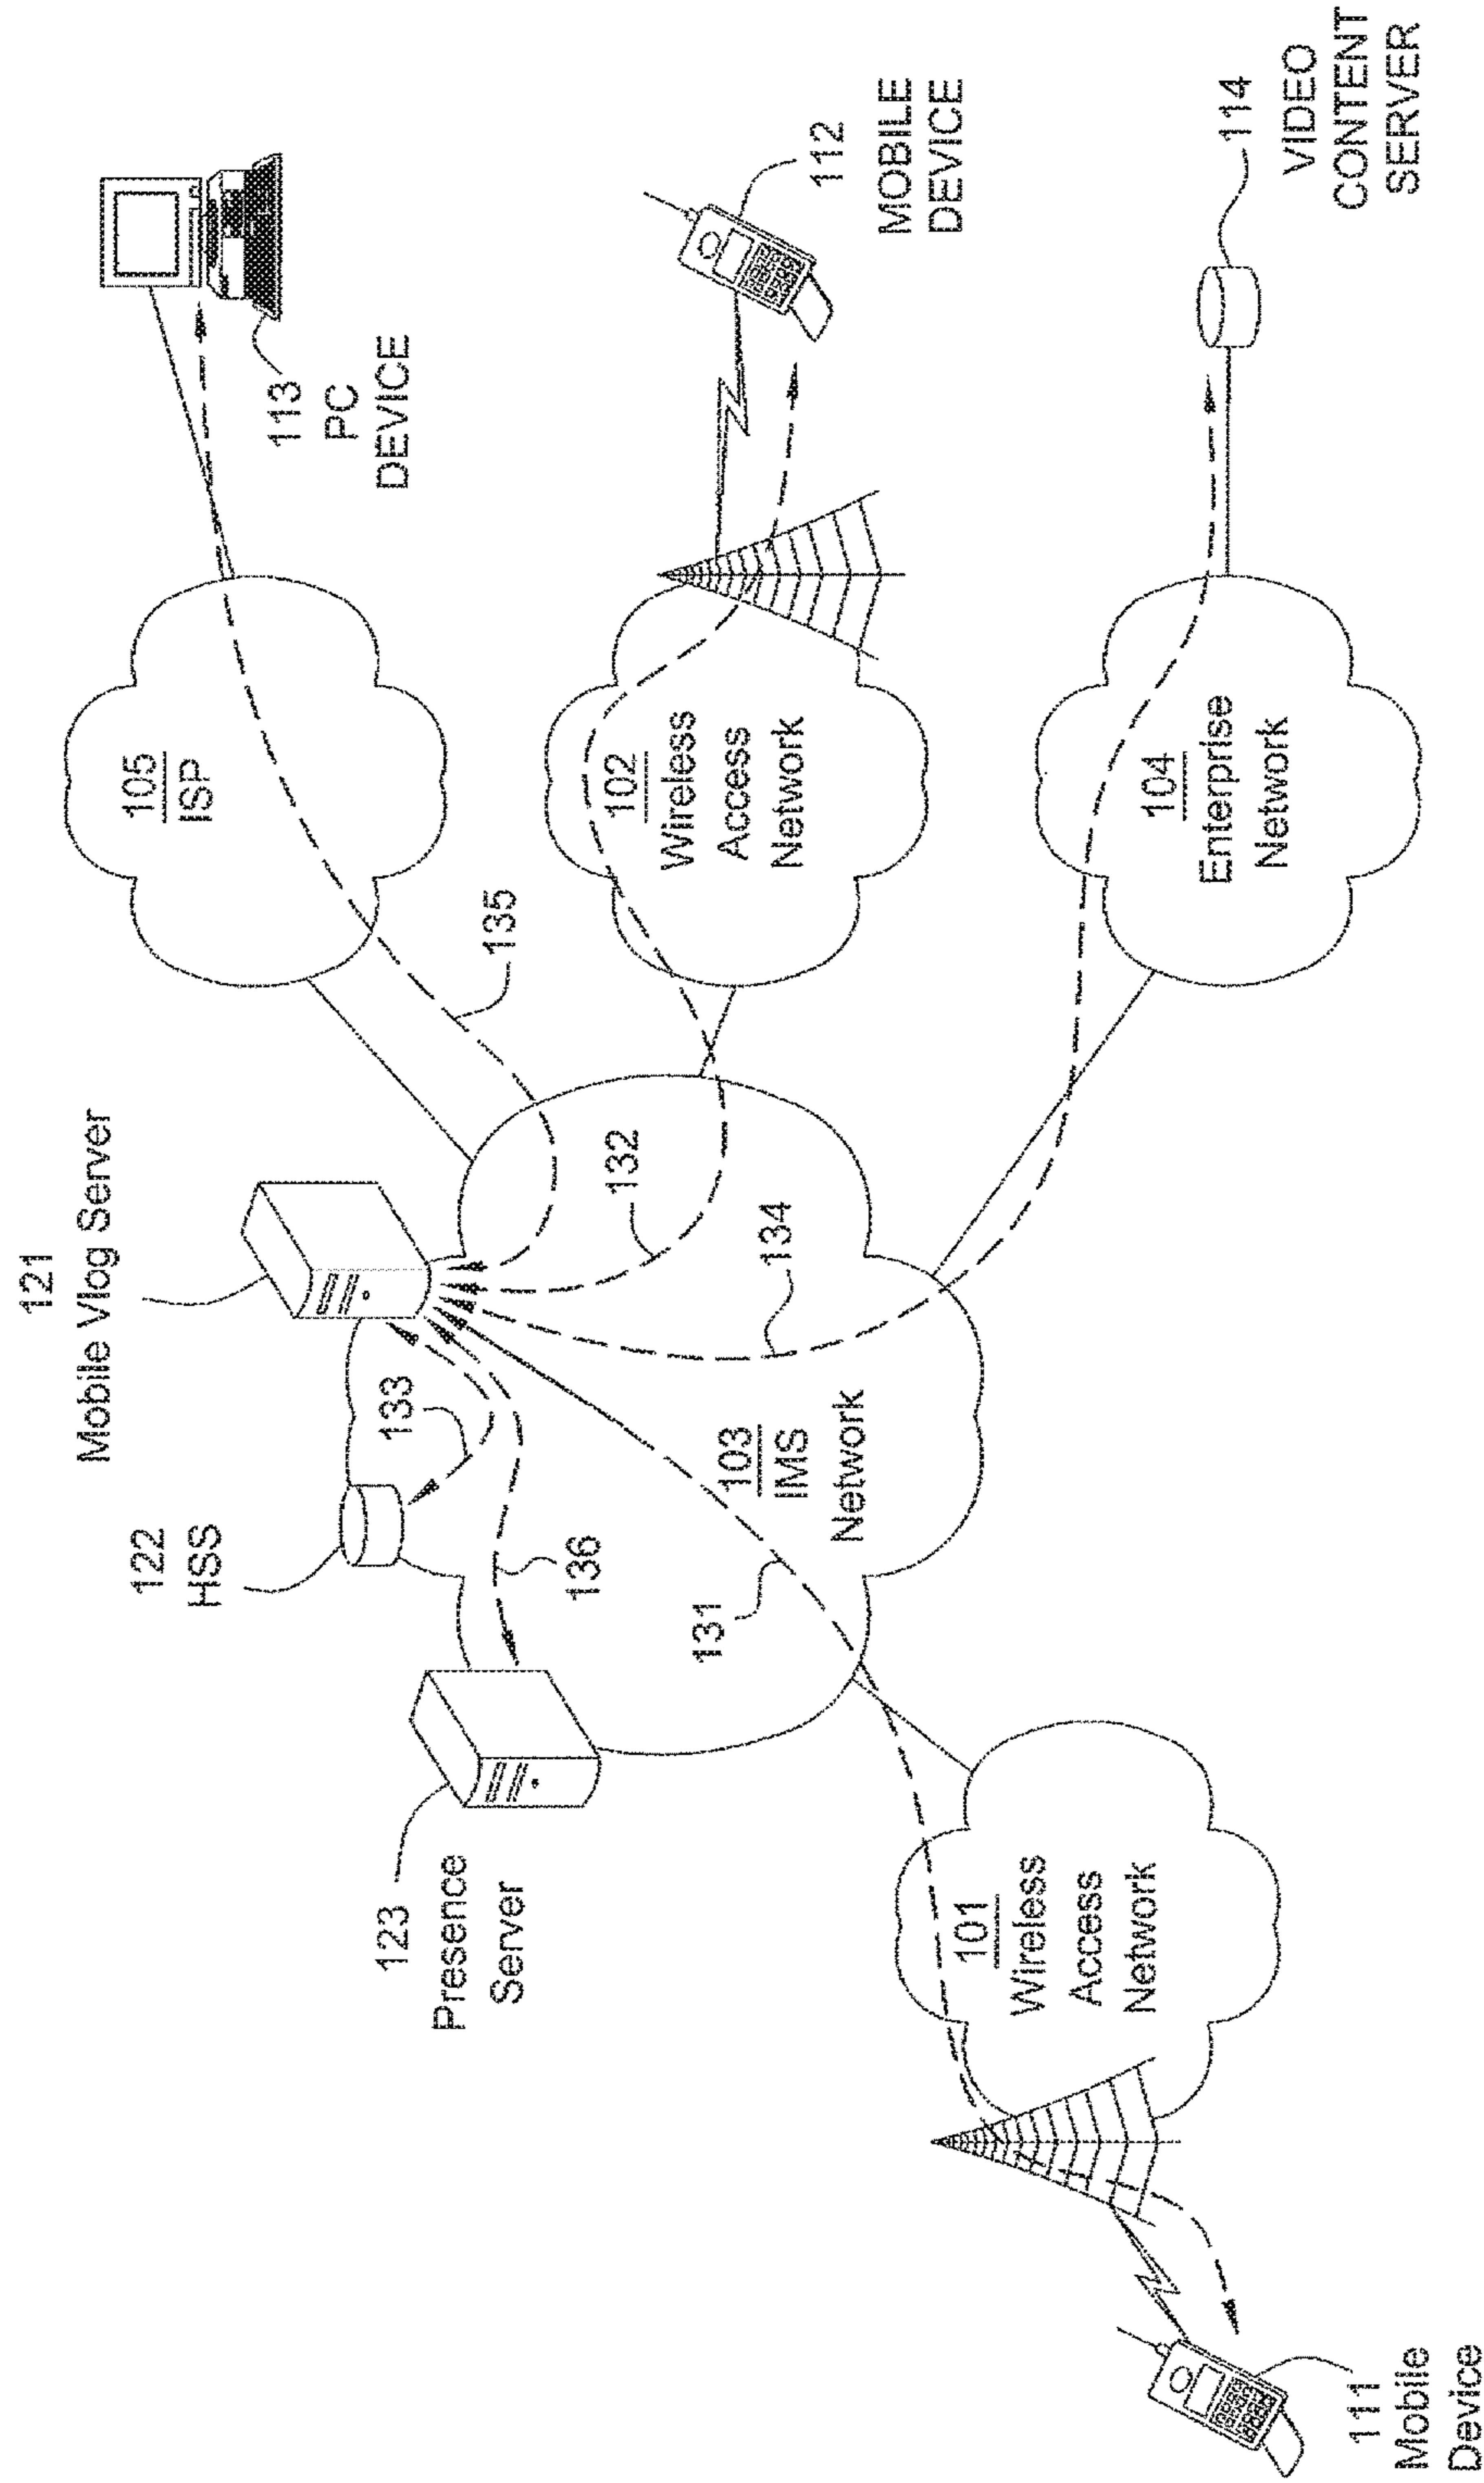 121
Mobile Vlog Server
122
HSS
123
Presence
Server
133
136
135
132
134
131
103
IMS
Network
105
ISP
113
PC
DEVICE
102
Wireless
Access
Network
112
MOBILE
DEVICE
104
Enterprise
Network
114
VIDEO
CONTENT
SERVER
101
Wireless
Access
Network
111
Mobile
Device